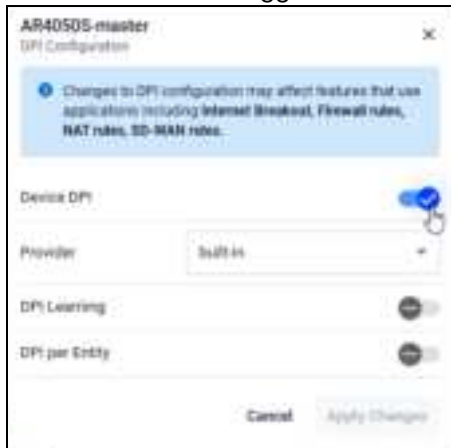 AR4050S-master
DPI Configuration
Changes to DPI configuration may affect features that use
applications including Internet Breakout, Firewall rules,
NAT rules, SD-WAN rules.
Device DPI
Provider built-in
DPI Learning
DPI per Entity
Cancel Apply Changes